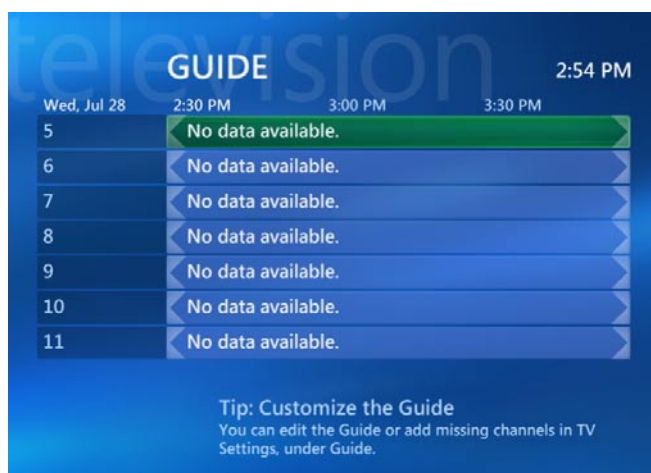 television
GUIDE 2:54 PM
Wed, Jul 28 2:30 PM 3:00 PM 3:30 PM
5 No data available.
6 No data available.
7 No data available.
8 No data available.
9 No data available.
10 No data available.
11 No data available.
Tip: Customize the Guide
You can edit the Guide or add missing channels in TV
Settings, under Guide.